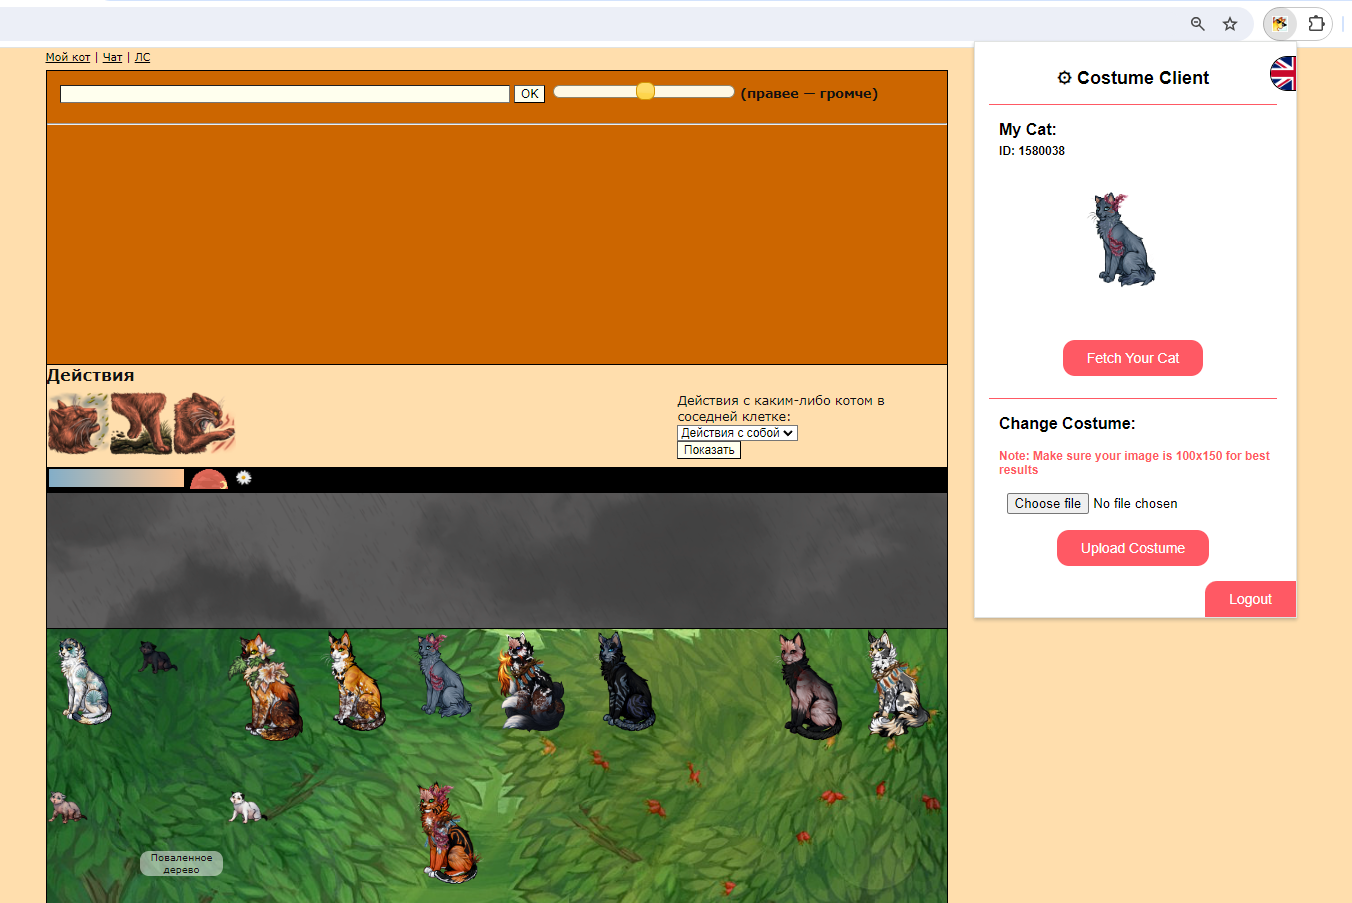 Мой кот | Чат | ЛС
OK
(правее — громче)
Действия
Действия с каким-либо котом в
соседней клетке:
Действия с собой
Показать
Поваленное
дерево
⚙ Costume Client
My Cat:
ID: 1580038
Fetch Your Cat
Change Costume:
Note: Make sure your image is 100x150 for best
results
Choose file No file chosen
Upload Costume
Logout